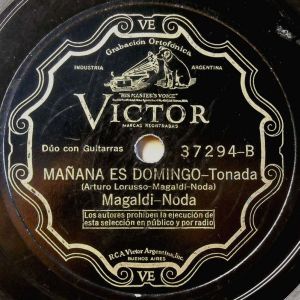 VE
Grabación Ortofónica
INDUSTRIA ARGENTINA
"HIS MASTER'S VOICE"
VICTOR
MARCAS REGISTRADAS
Dúo con Guitarras 37294-B
MAÑANA ES DOMINGO-Tonada
(Arturo Lorusso-Magaldi-Noda)
Magaldi-Noda
Los autores prohiben la ejecución de
esta selección en público y por radio
RCA Victor Argentina, Inc.
BUENOS AIRES
VE